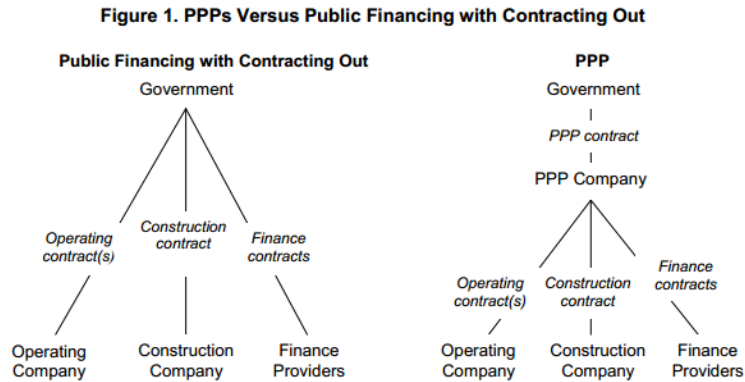 Figure 1. PPPs Versus Public Financing with Contracting Out
Public Financing with Contracting Out
Government
Operating
contract(s)
Construction
contract
Finance
contracts
Operating
Company
Construction
Company
Finance
Providers
PPP
Government
PPP contract
PPP Company
Operating
contract(s)
Construction
contract
Finance
contracts
Operating
Company
Construction
Company
Finance
Providers